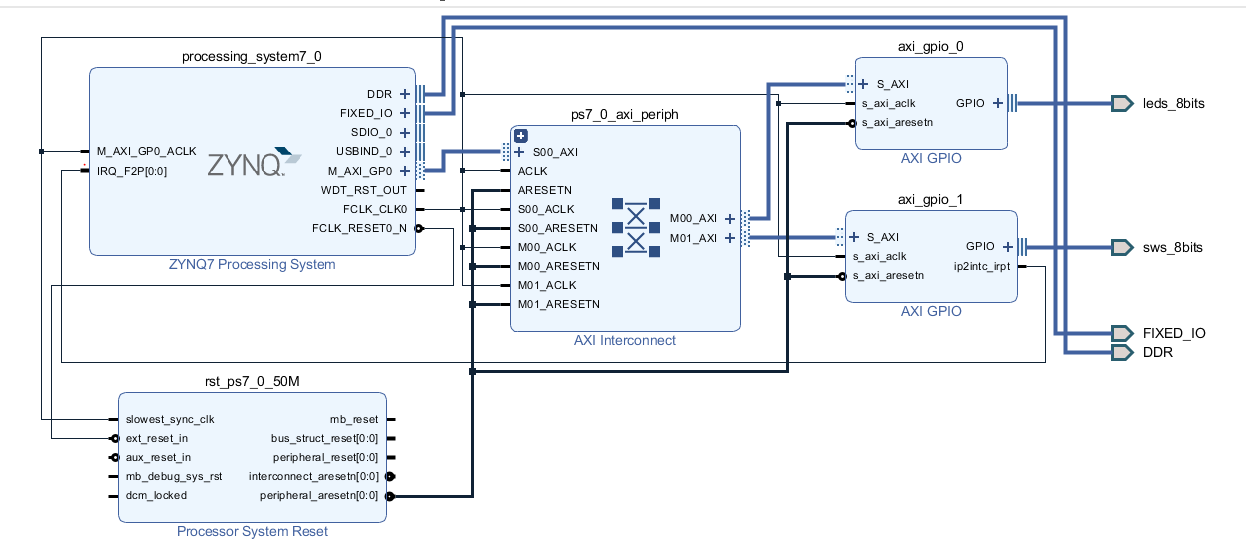 processing_system7_0
DDR
FIXED_IO
SDIO_0
USBIND_0
M_AXI_GP0
WDT_RST_OUT
FCLK_CLK0
FCLK_RESET0_N
M_AXI_GP0_ACLK
IRQ_F2P[0:0]
ZYNQ
ZYNQ7 Processing System
ps7_0_axi_periph
S00_AXI
ACLK
ARESETN
S00_ACLK
S00_ARESETN
M00_ACLK
M00_ARESETN
M01_ACLK
M01_ARESETN
M00_AXI
M01_AXI
AXI Interconnect
axi_gpio_0
S_AXI
s_axi_aclk
s_axi_aresetn
GPIO
AXI GPIO
axi_gpio_1
S_AXI
s_axi_aclk
s_axi_aresetn
GPIO
ip2intc_irpt
AXI GPIO
leds_8bits
sws_8bits
FIXED_IO
DDR
rst_ps7_0_50M
slowest_sync_clk
ext_reset_in
aux_reset_in
mb_debug_sys_rst
dcm_locked
mb_reset
bus_struct_reset[0:0]
peripheral_reset[0:0]
interconnect_aresetn[0:0]
peripheral_aresetn[0:0]
Processor System Reset